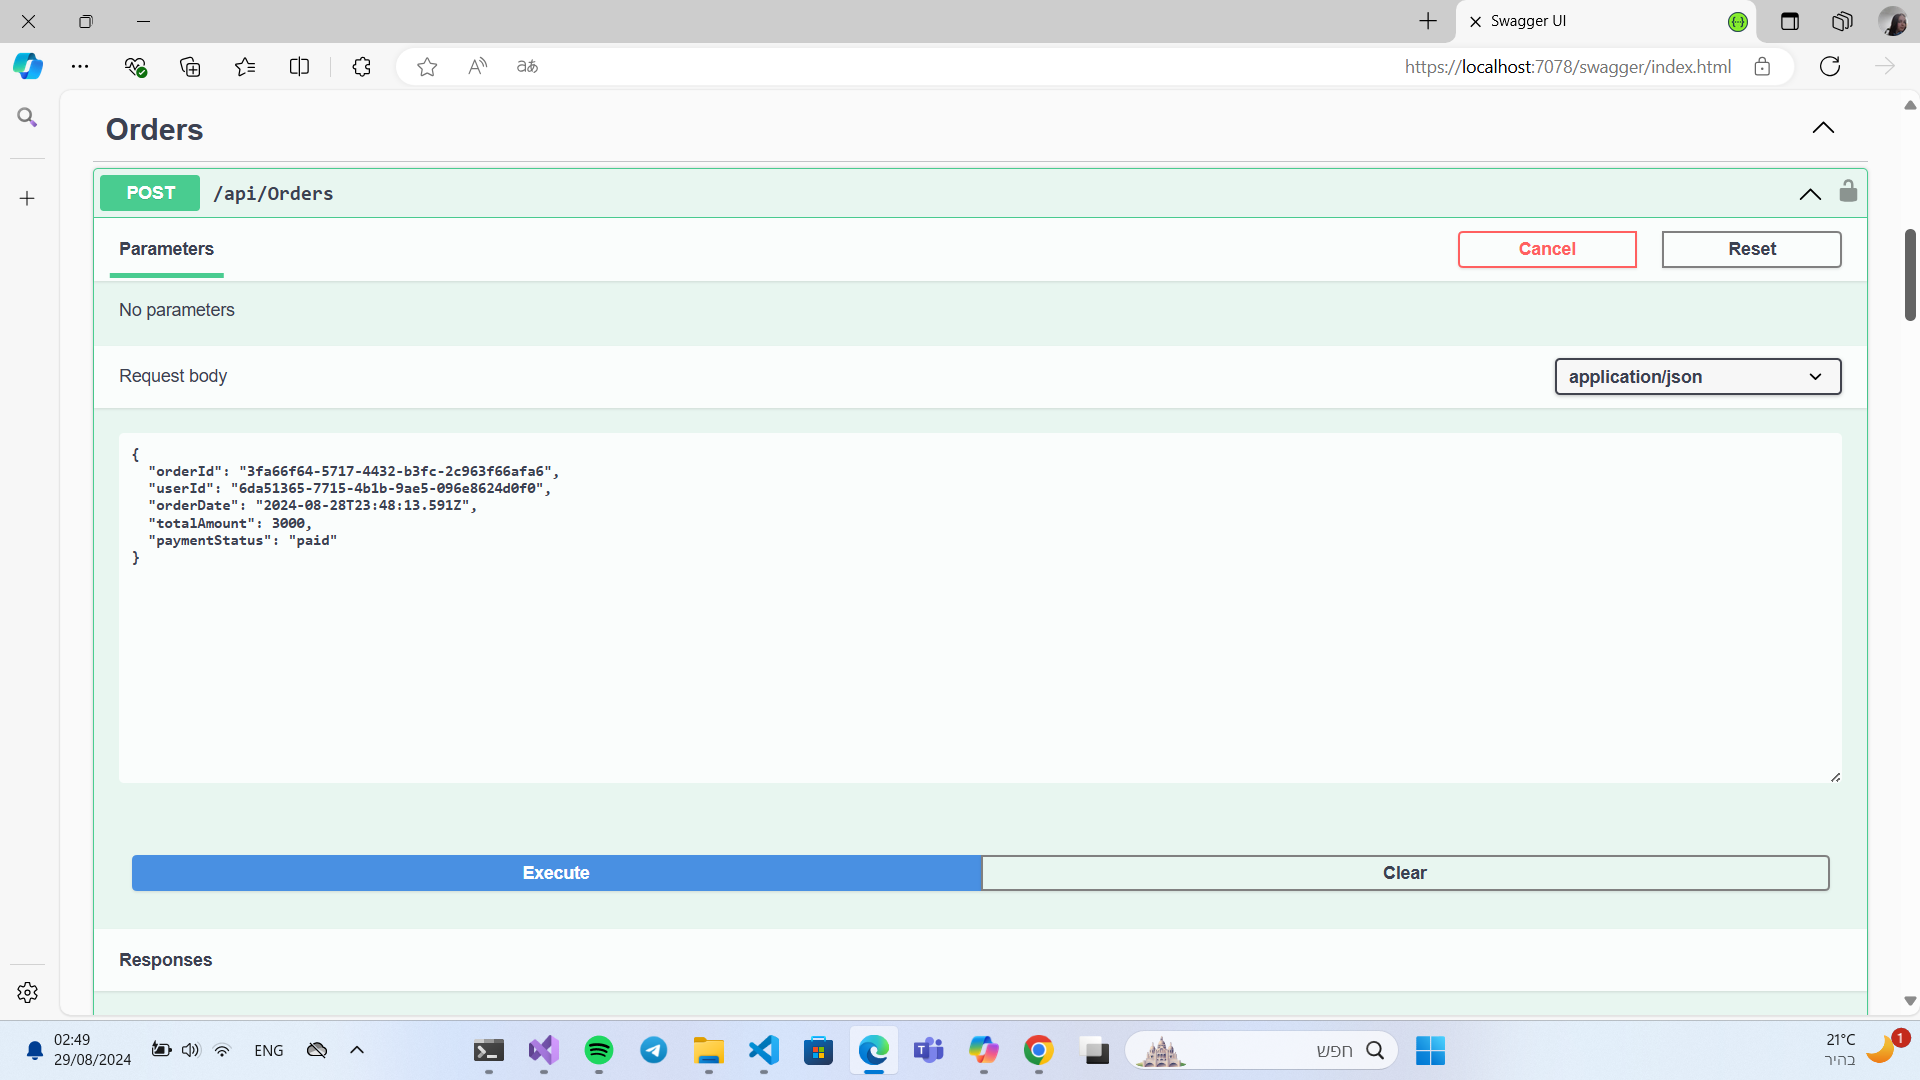 Swagger UI
https://localhost:7078/swagger/index.html
Orders
POST /api/Orders
Parameters
Cancel
Reset
No parameters
Request body
application/json
{
"orderId": "3fa66f64-5717-4432-b3fc-2c963f66afa6",
"userId": "6da51365-7715-4b1b-9ae5-096e8624d0f0",
"orderDate": "2024-08-28T23:48:13.591Z",
"totalAmount": 3000,
"paymentStatus": "paid"
}
Execute
Clear
Responses
02:49
29/08/2024
ENG
חפש
21°C
בהיר
1